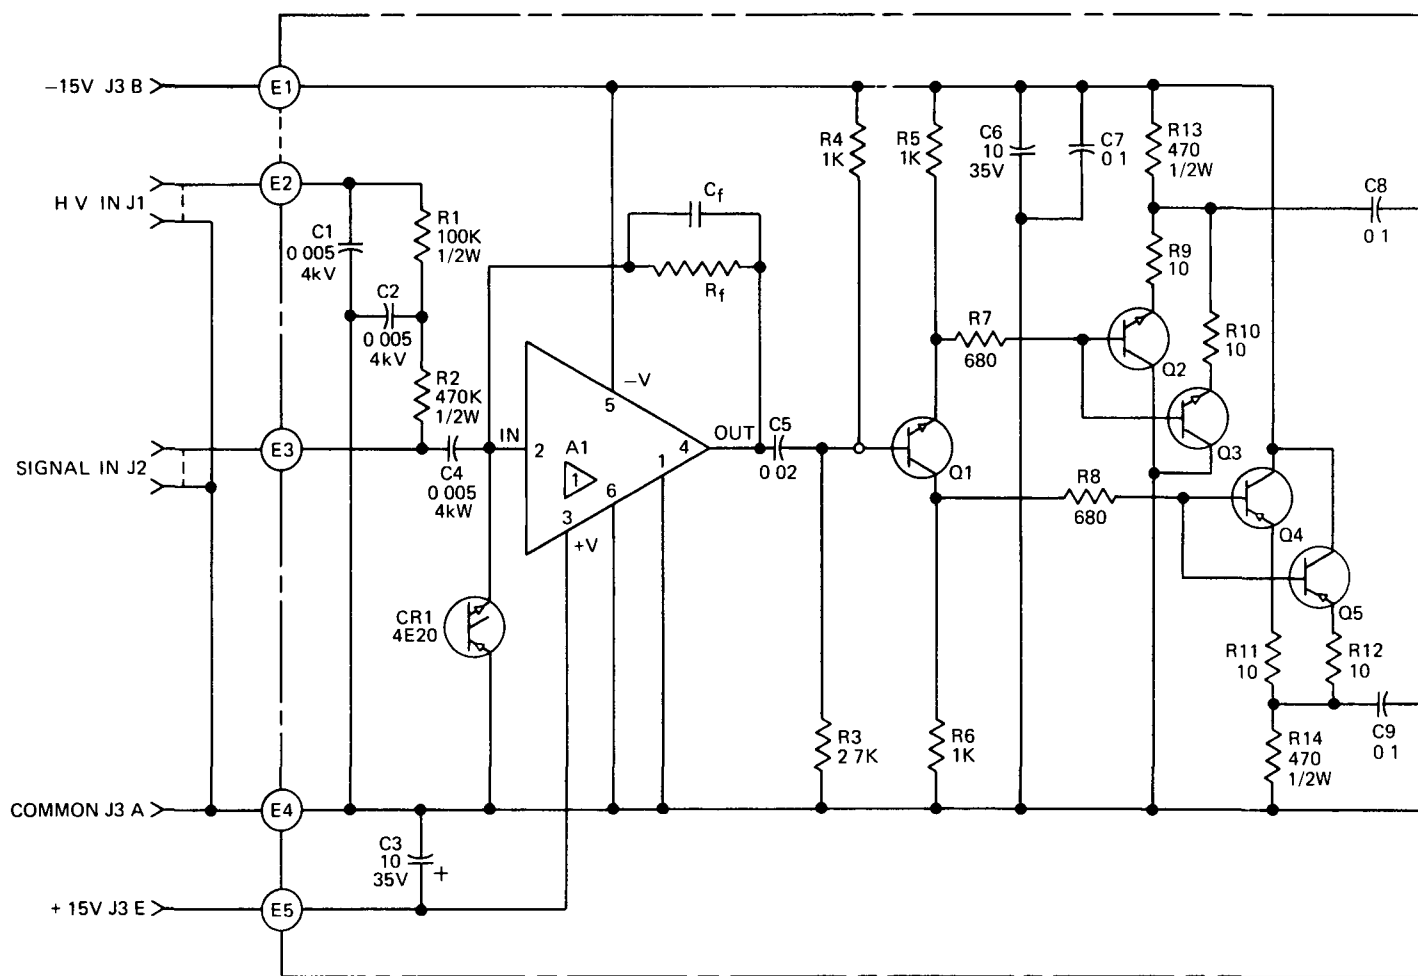 −15V J3 B
E1
E2
H V IN J1
C1
0 005
4kV
R1
100K
1/2W
C2
0 005
4kV
R2
470K
1/2W
E3
SIGNAL IN J2
C4
0 005
4kW
Cf
Rf
−V
5
IN
2
A1
1
OUT
4
1
6
3
+V
C5
0 02
CR1
4E20
R4
1K
R5
1K
C6
10
35V
C7
0 1
R13
470
1/2W
C8
0 1
R9
10
R10
10
R7
680
Q2
Q3
Q1
R8
680
Q4
Q5
R11
10
R12
10
R3
2 7K
R6
1K
C9
0 1
R14
470
1/2W
COMMON J3 A
E4
C3
10
35V
+
+ 15V J3 E
E5